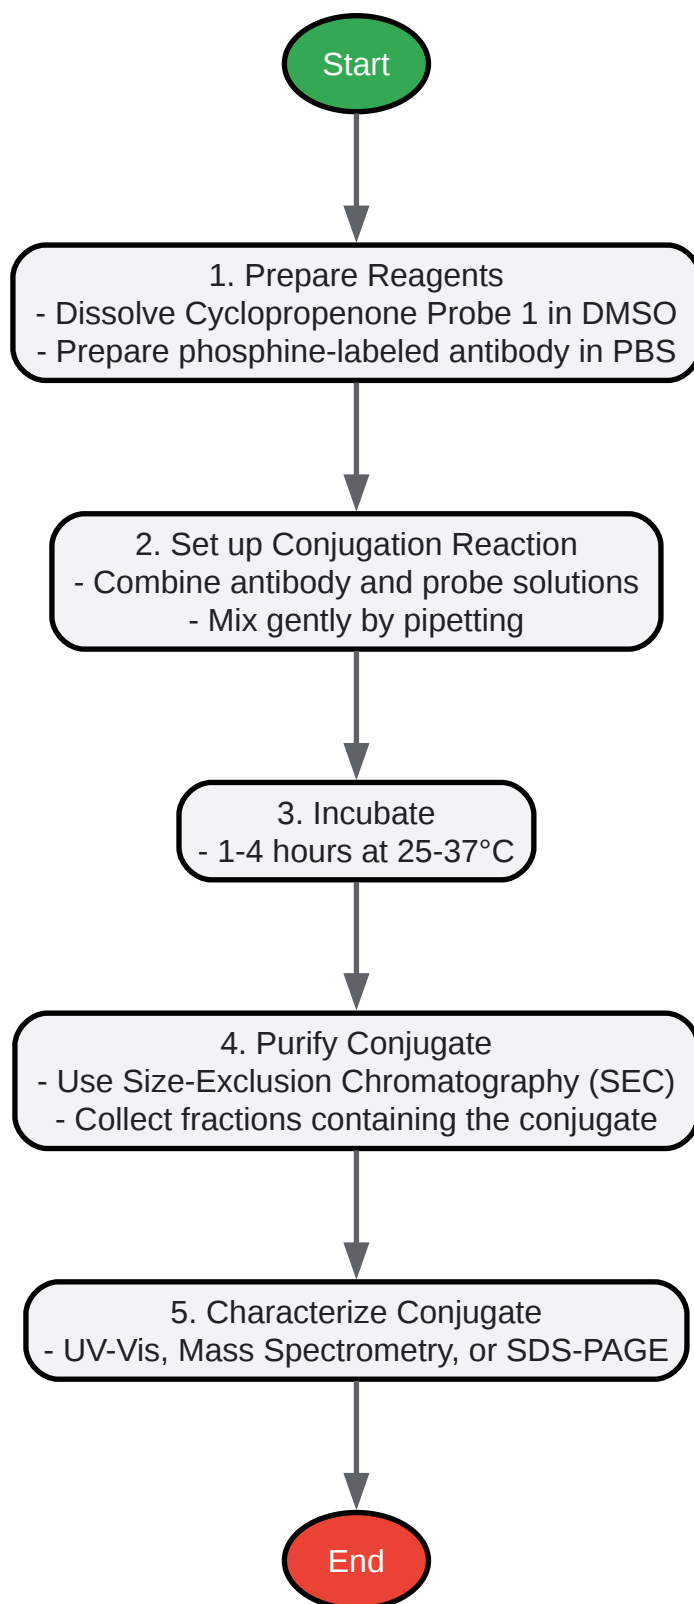 Start
1. Prepare Reagents
- Dissolve Cyclopropenone Probe 1 in DMSO
- Prepare phosphine-labeled antibody in PBS
2. Set up Conjugation Reaction
- Combine antibody and probe solutions
- Mix gently by pipetting
3. Incubate
- 1-4 hours at 25-37°C
4. Purify Conjugate
- Use Size-Exclusion Chromatography (SEC)
- Collect fractions containing the conjugate
5. Characterize Conjugate
- UV-Vis, Mass Spectrometry, or SDS-PAGE
End